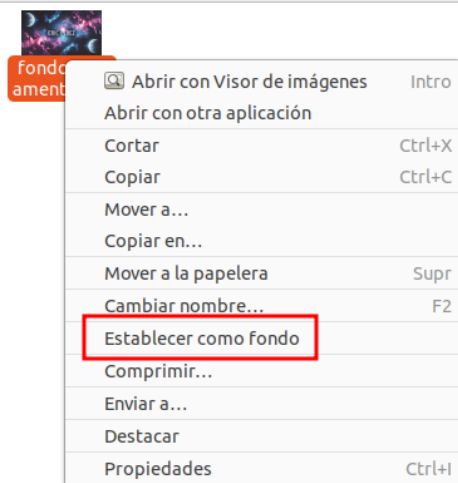 fondo
ament
Abrir con Visor de imágenes Intro
Abrir con otra aplicación
Cortar Ctrl+X
Copiar Ctrl+C
Mover a...
Copiar en...
Mover a la papelera Supr
Cambiar nombre... F2
Establecer como fondo
Comprimir...
Enviar a...
Destacar
Propiedades Ctrl+I